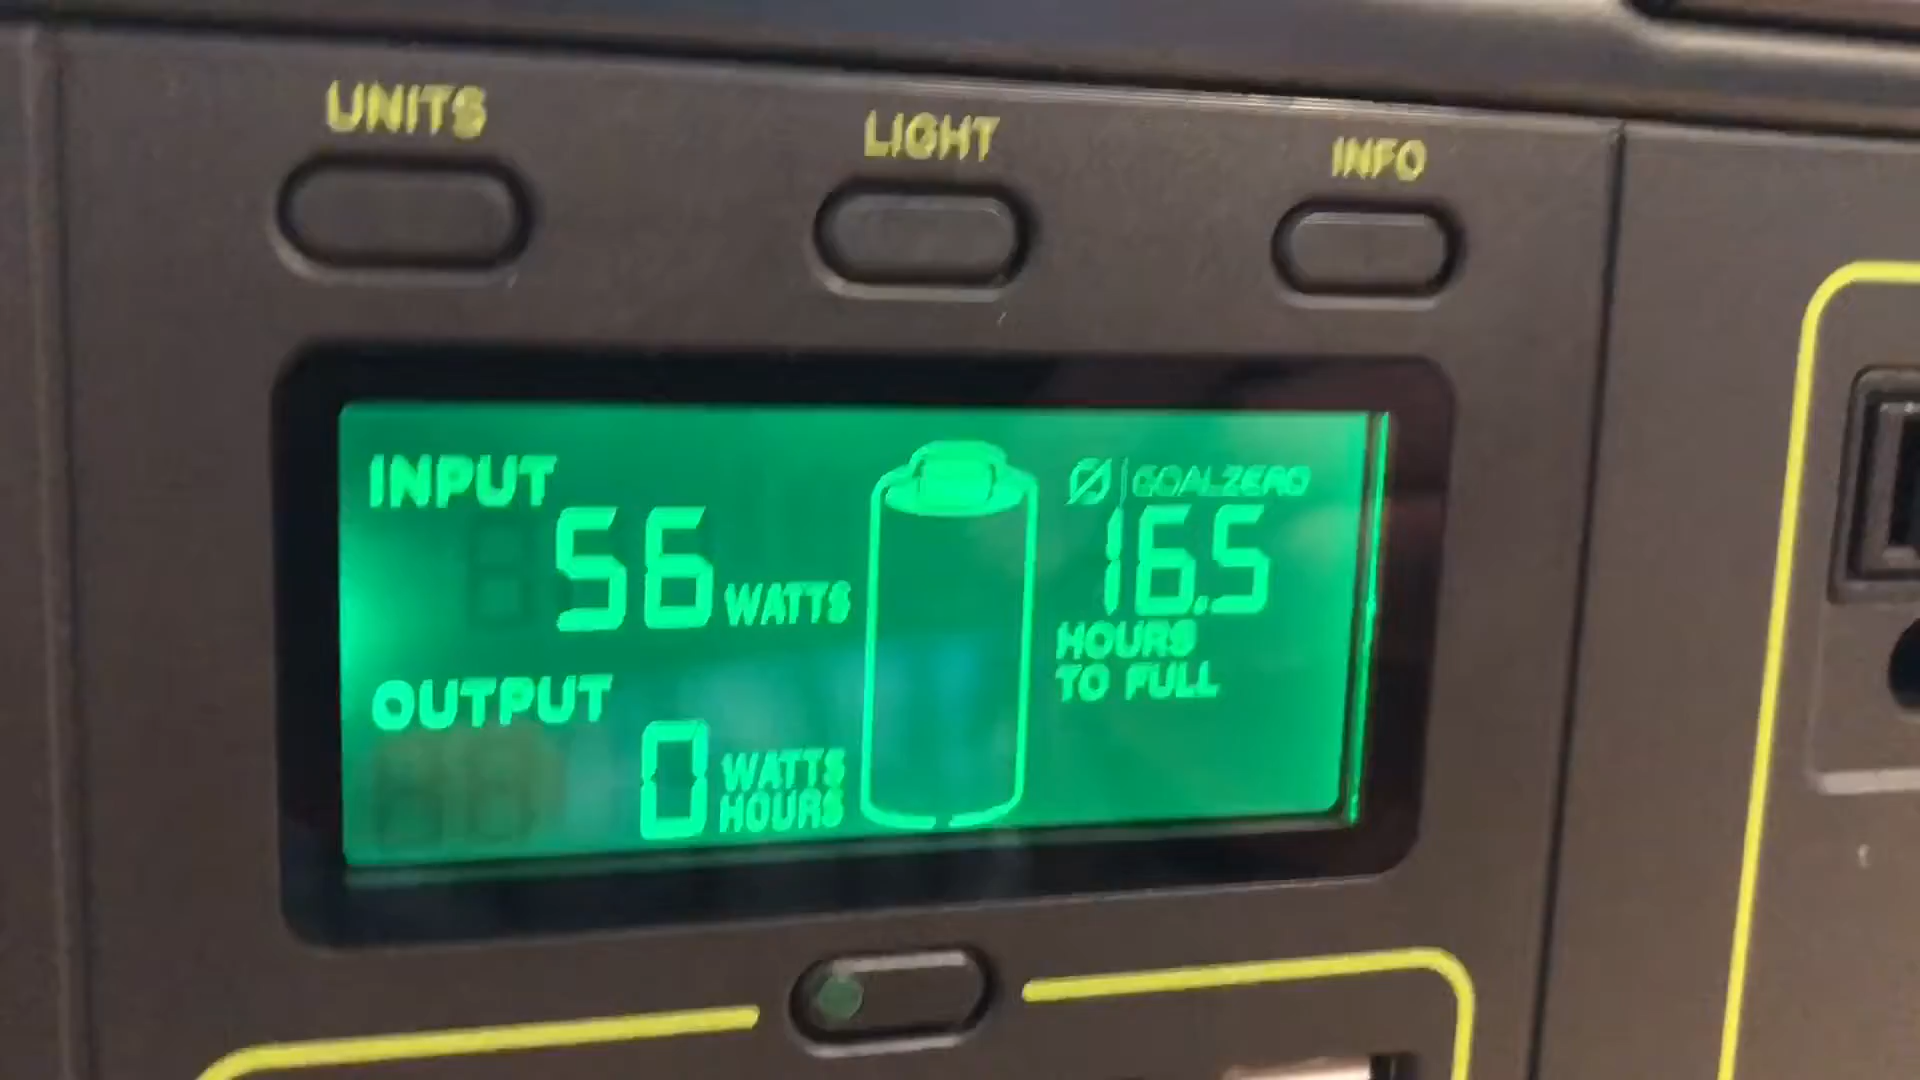 UNITS
LIGHT
INFO
INPUT
56 WATTS
OUTPUT
0 WATTS
HOURS
GOALZERO
16.5
HOURS
TO FULL